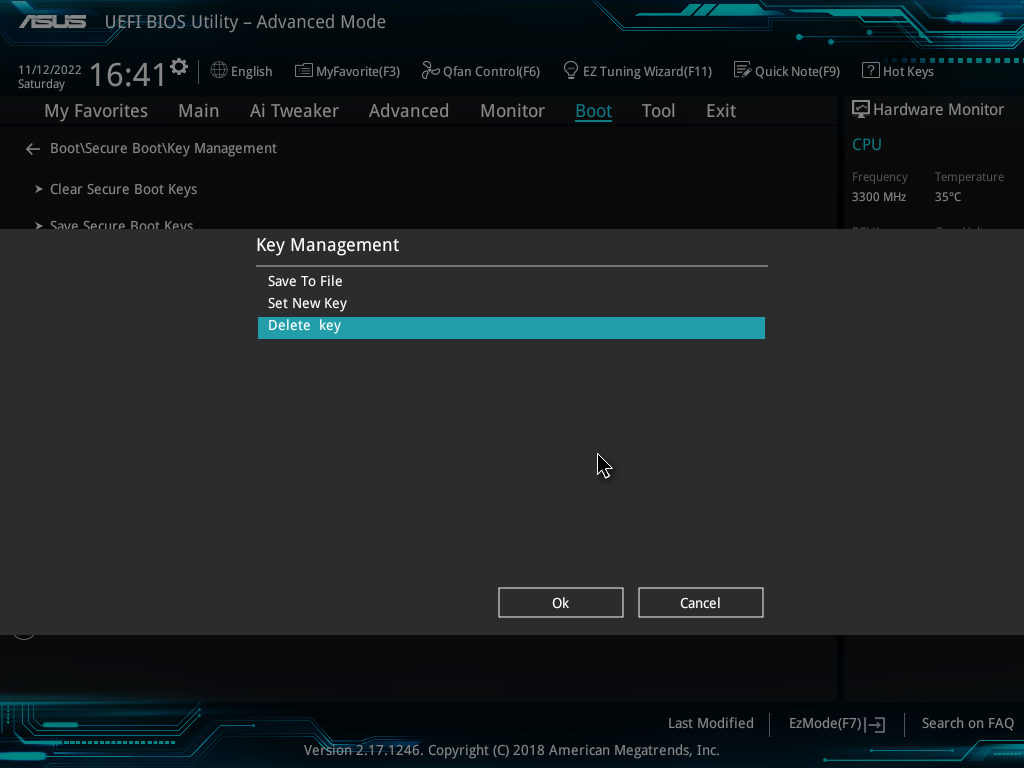 ASUS UEFI BIOS Utility – Advanced Mode
11/12/2022
Saturday
16:41
English
MyFavorite(F3)
Qfan Control(F6)
EZ Tuning Wizard(F11)
Quick Note(F9)
? Hot Keys
My Favorites Main Ai Tweaker Advanced Monitor Boot Tool Exit
Hardware Monitor
Boot\Secure Boot\Key Management
CPU
Frequency Temperature
3300 MHz 35°C
Clear Secure Boot Keys
Save Secure Boot Keys
Key Management
Save To File
Set New Key
Delete key
Ok Cancel
Last Modified EzMode(F7) Search on FAQ
Version 2.17.1246. Copyright (C) 2018 American Megatrends, Inc.